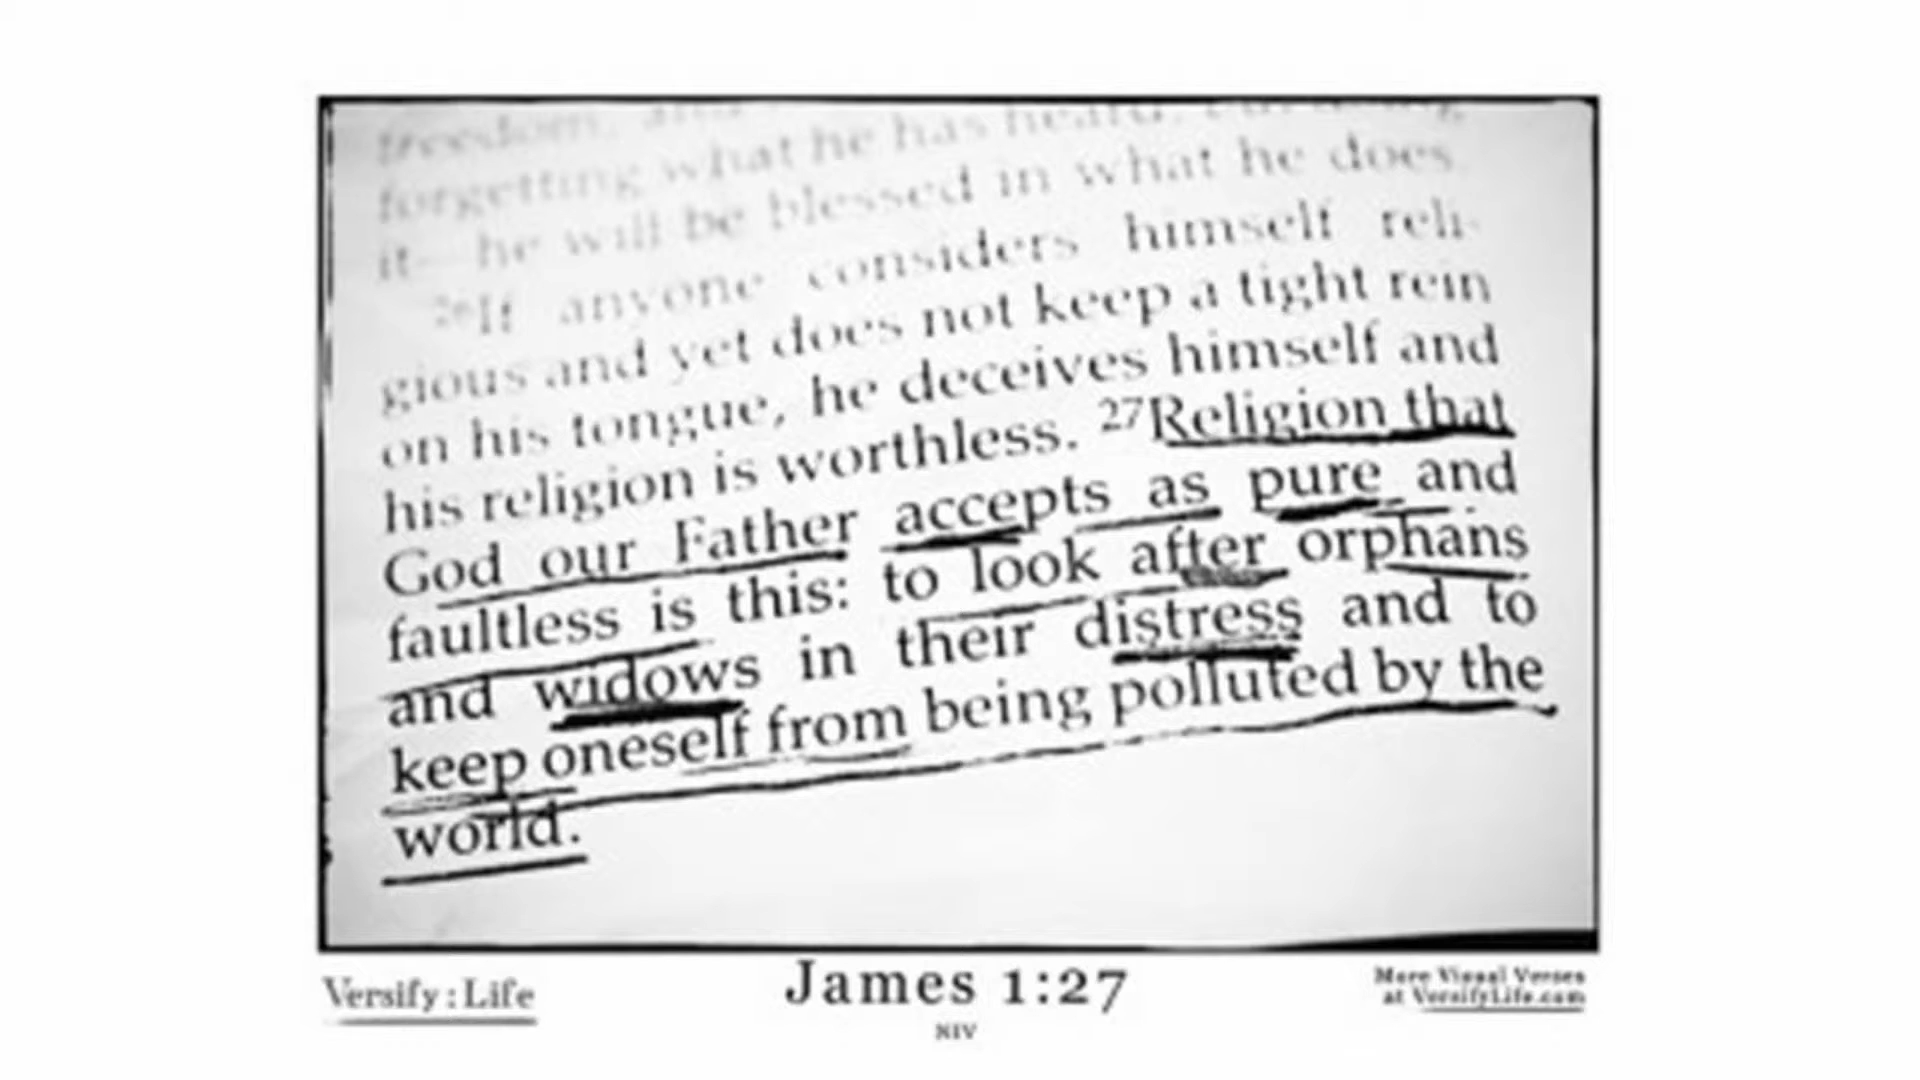 freedom, and
forgetting what he has heard, but doing
it—he will be blessed in what he does.
26If anyone considers himself reli-
gious and yet does not keep a tight rein
on his tongue, he deceives himself and
his religion is worthless. 27Religion that
God our Father accepts as pure and
faultless is this: to look after orphans
and widows in their distress and to
keep oneself from being polluted by the
world.
Versify:Life
James 1:27
NIV
More Visual Verses
at VersifyLife.com